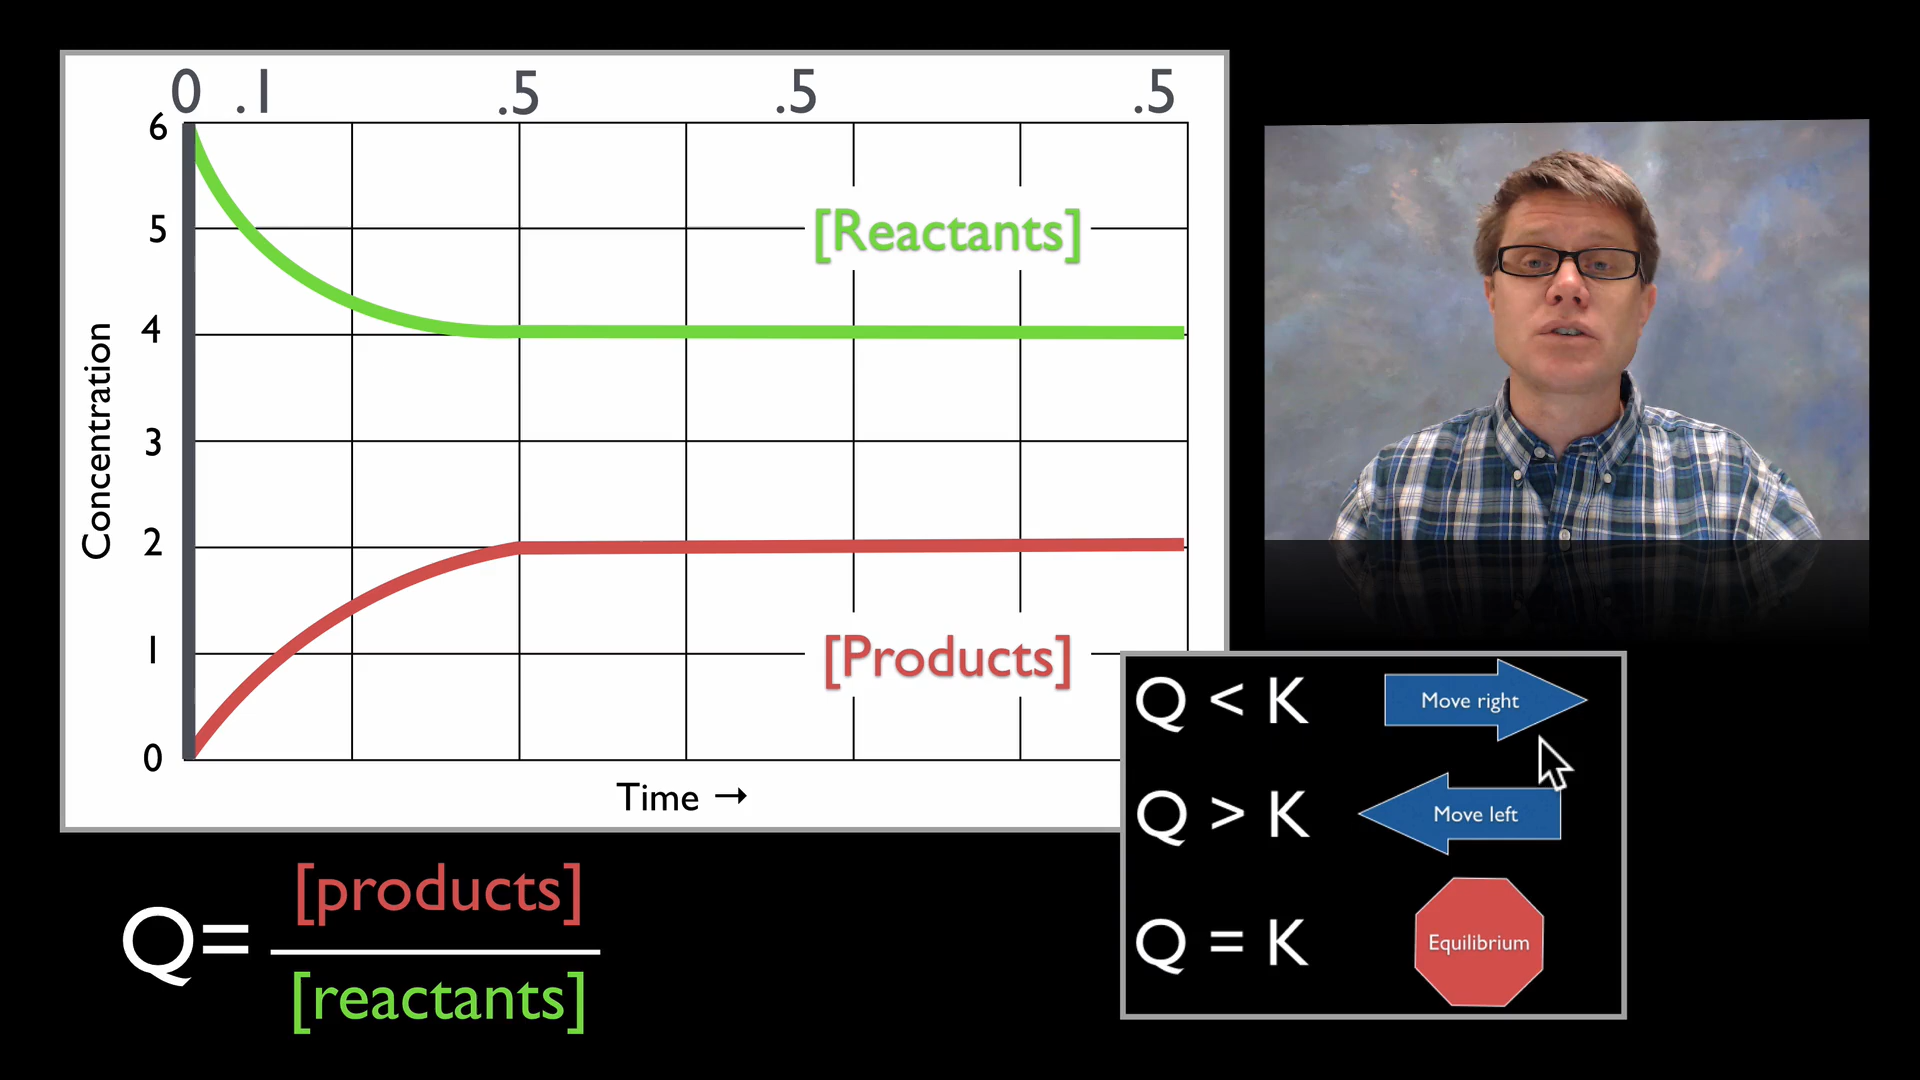 0 .1 .5 .5 .5
6
5
4
3
2
1
0
Concentration
[Reactants]
[Products]
Time →
Q= [products]
[reactants]
Q < K Move right
Q > K Move left
Q = K Equilibrium